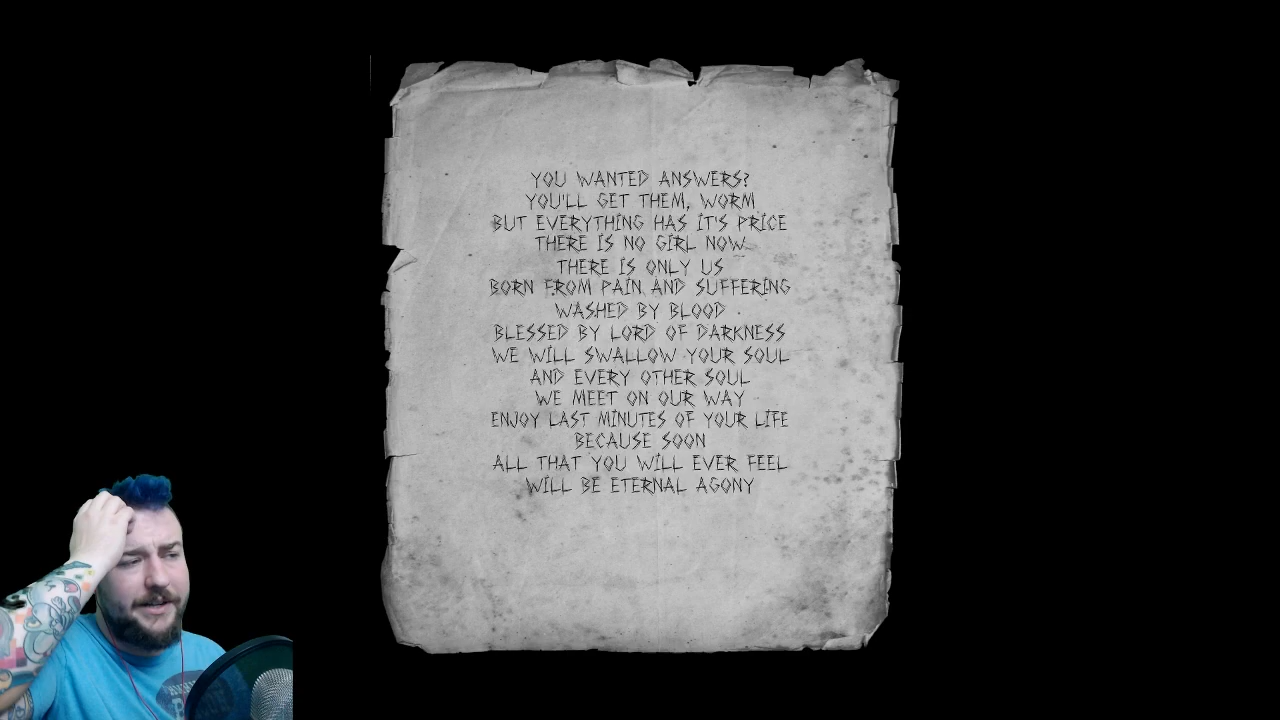 YOU WANTED ANSWERS?
YOU'LL GET THEM, WORM
BUT EVERYTHING HAS IT'S PRICE
THERE IS NO GIRL NOW
THERE IS ONLY US
BORN FROM PAIN AND SUFFERING
WASHED BY BLOOD
BLESSED BY LORD OF DARKNESS
WE WILL SWALLOW YOUR SOUL
AND EVERY OTHER SOUL
WE MEET ON OUR WAY
ENJOY LAST MINUTES OF YOUR LIFE
BECAUSE SOON
ALL THAT YOU WILL EVER FEEL
WILL BE ETERNAL AGONY